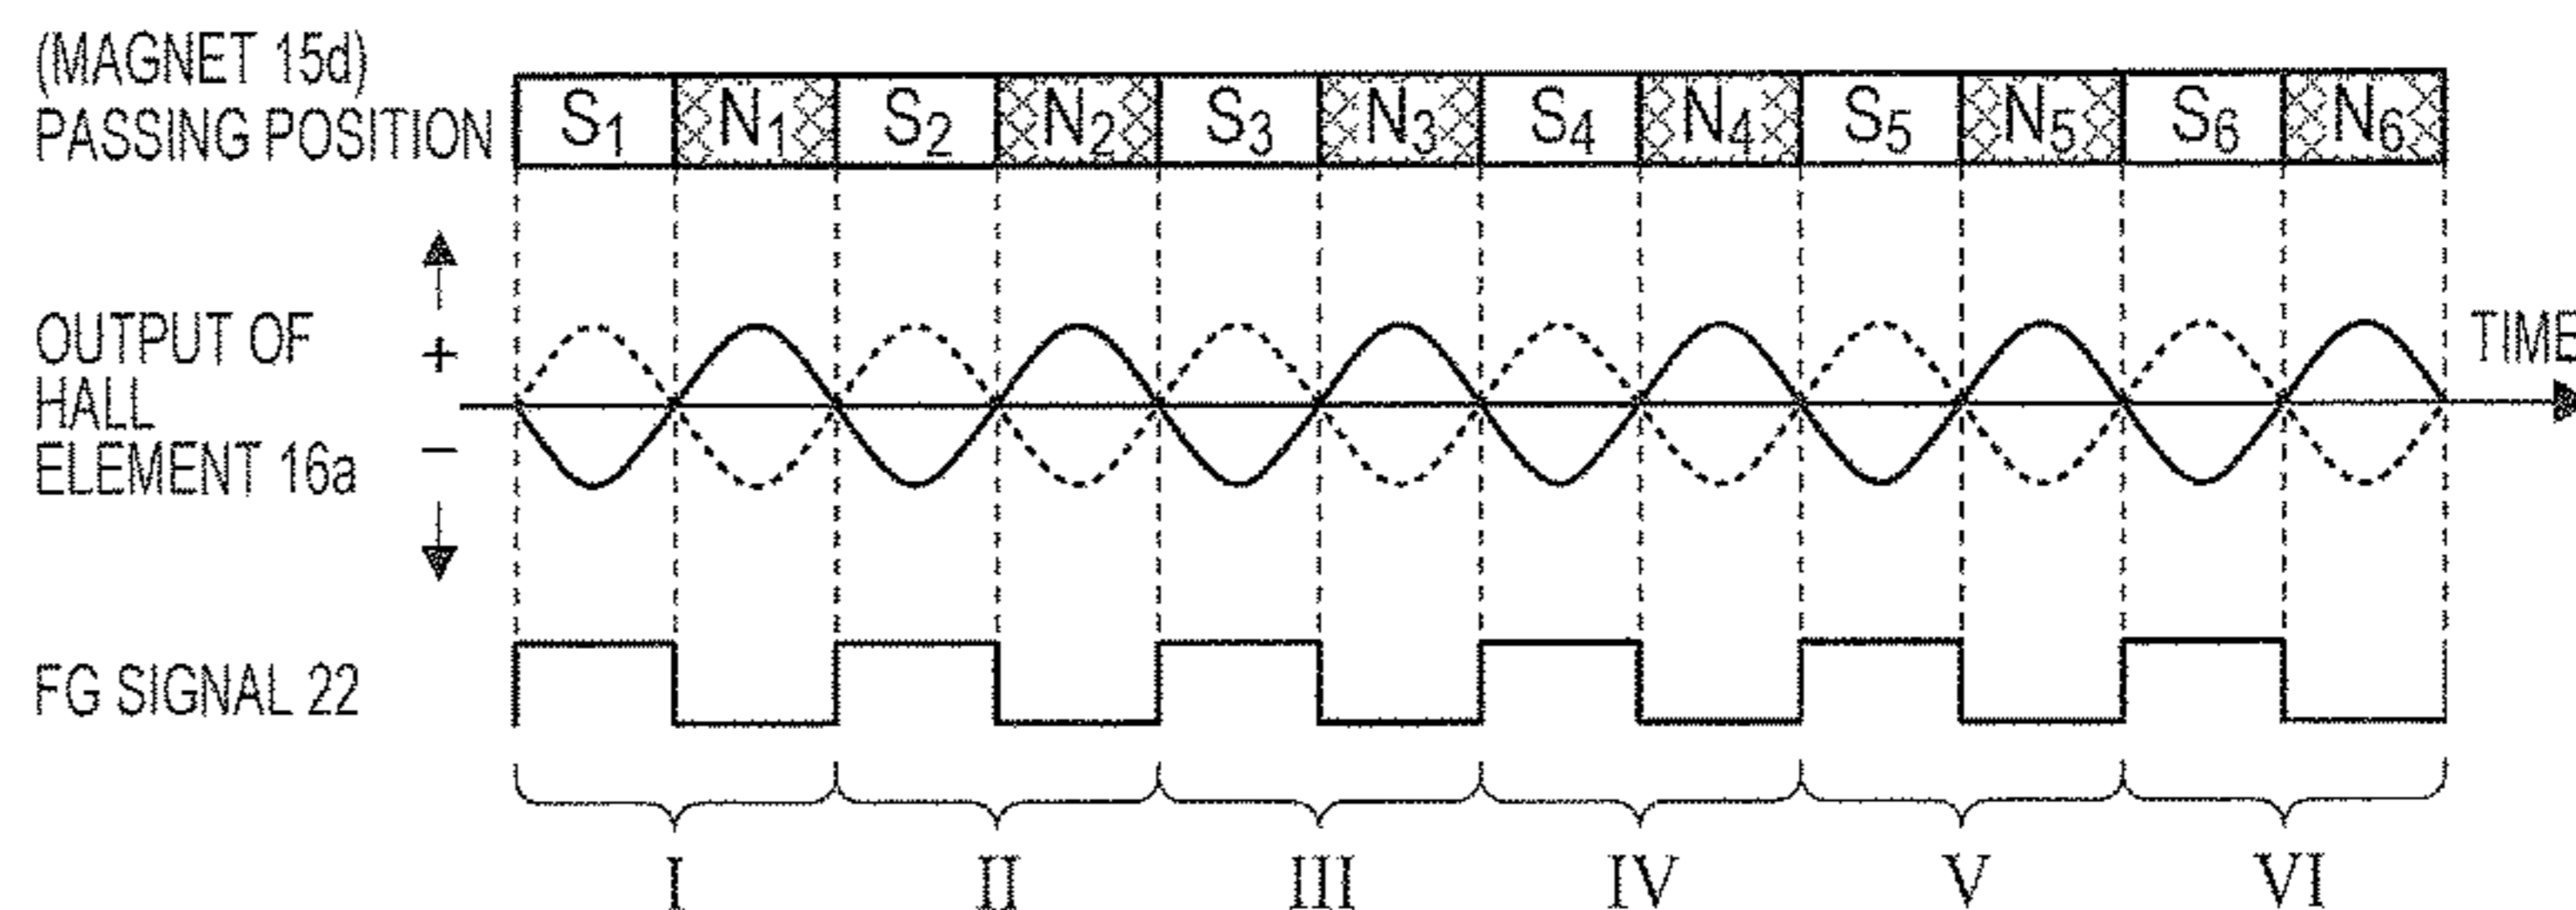 (MAGNET 15d)
PASSING POSITION
S₁ N₁ S₂ N₂ S₃ N₃ S₄ N₄ S₅ N₅ S₆ N₆
OUTPUT OF
HALL
ELEMENT 16a
+
−
TIME
FG SIGNAL 22
I II III IV V VI